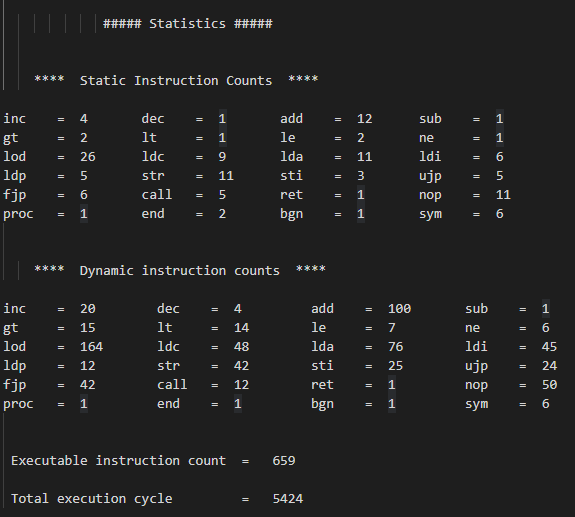 ##### Statistics #####
**** Static Instruction Counts ****
inc = 4 dec = 1 add = 12 sub = 1
gt = 2 lt = 1 le = 2 ne = 1
lod = 26 ldc = 9 lda = 11 ldi = 6
ldp = 5 str = 11 sti = 3 ujp = 5
fjp = 6 call = 5 ret = 1 nop = 11
proc = 1 end = 2 bgn = 1 sym = 6
**** Dynamic instruction counts ****
inc = 20 dec = 4 add = 100 sub = 1
gt = 15 lt = 14 le = 7 ne = 6
lod = 164 ldc = 48 lda = 76 ldi = 45
ldp = 12 str = 42 sti = 25 ujp = 24
fjp = 42 call = 12 ret = 1 nop = 50
proc = 1 end = 1 bgn = 1 sym = 6
Executable instruction count = 659
Total execution cycle = 5424